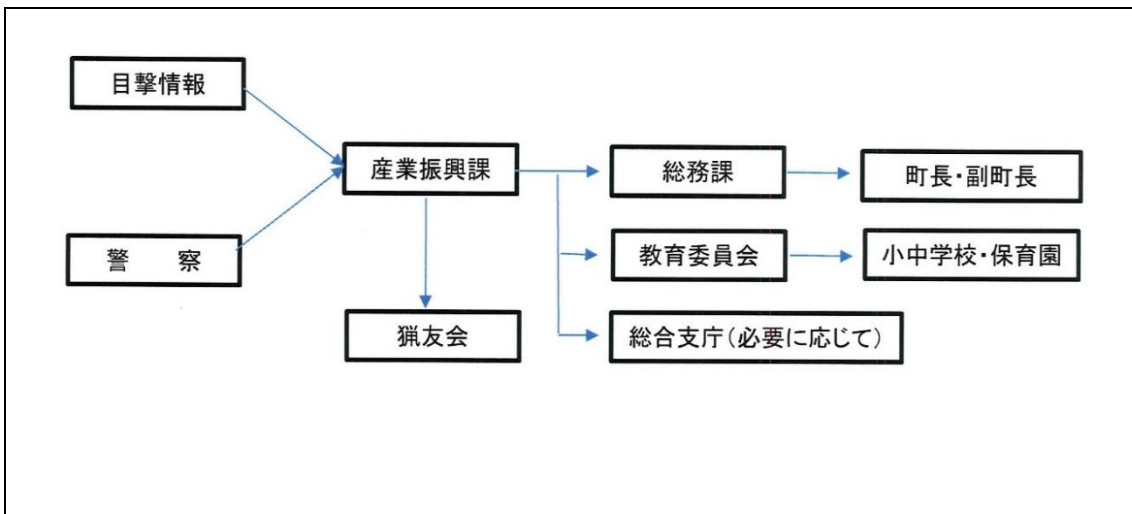 目撃情報
産業振興課
総務課
町長・副町長
警　　察
教育委員会
小中学校・保育園
猟友会
総合支庁(必要に応じて)